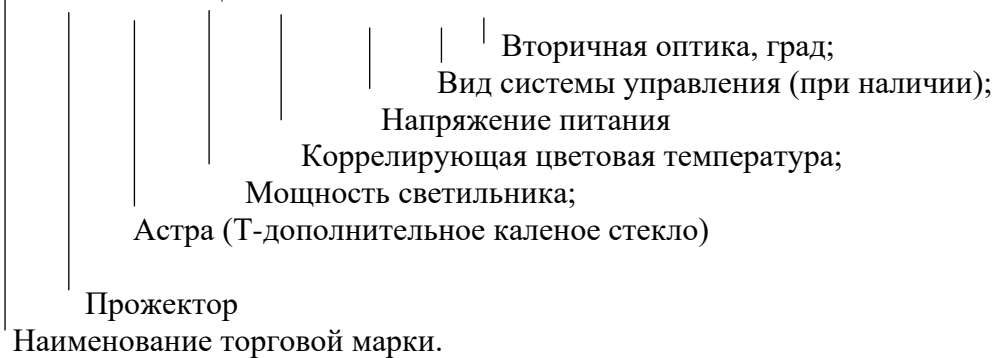 Вторичная оптика, град;
Вид системы управления (при наличии);
Напряжение питания
Коррелирующая цветовая температура;
Мощность светильника;
Астра (Т-дополнительное каленое стекло)
Прожектор
Наименование торговой марки.